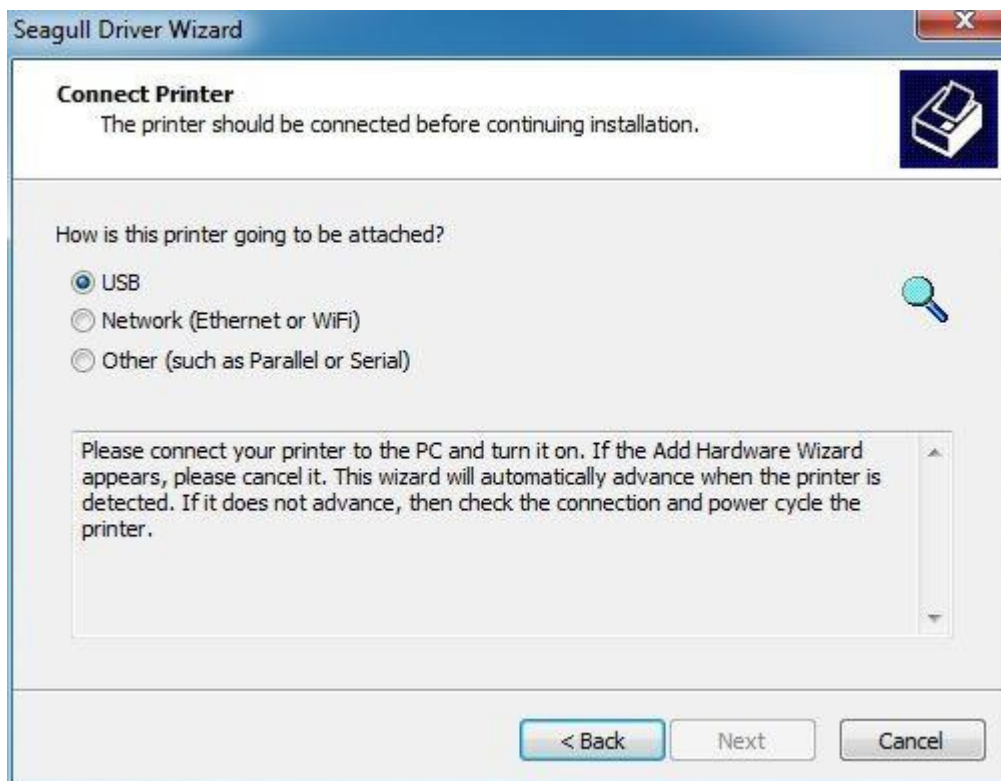 Seagull Driver Wizard
Connect Printer
The printer should be connected before continuing installation.
How is this printer going to be attached?
USB
Network (Ethernet or WiFi)
Other (such as Parallel or Serial)
Please connect your printer to the PC and turn it on. If the Add Hardware Wizard
appears, please cancel it. This wizard will automatically advance when the printer is
detected. If it does not advance, then check the connection and power cycle the
printer.
< Back Next Cancel